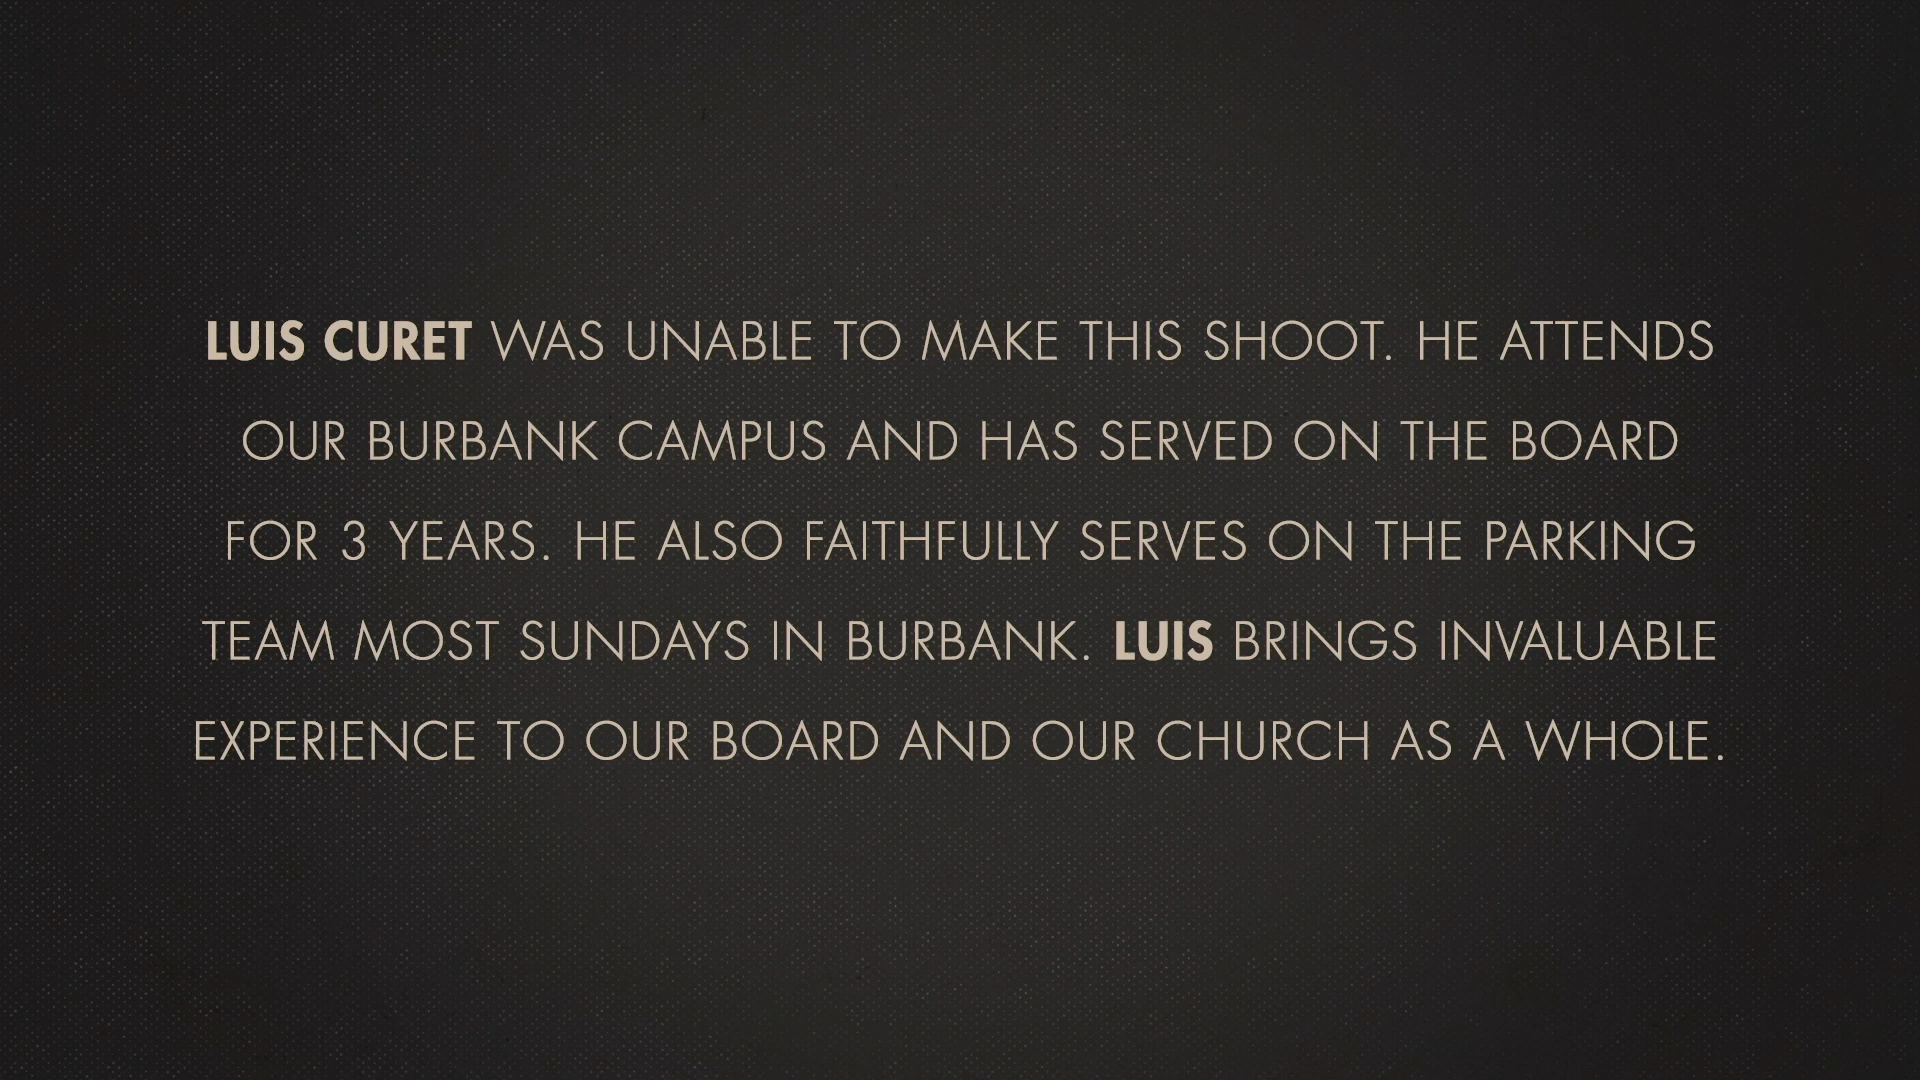 LUIS CURET WAS UNABLE TO MAKE THIS SHOOT. HE ATTENDS
OUR BURBANK CAMPUS AND HAS SERVED ON THE BOARD
FOR 3 YEARS. HE ALSO FAITHFULLY SERVES ON THE PARKING
TEAM MOST SUNDAYS IN BURBANK. LUIS BRINGS INVALUABLE
EXPERIENCE TO OUR BOARD AND OUR CHURCH AS A WHOLE.